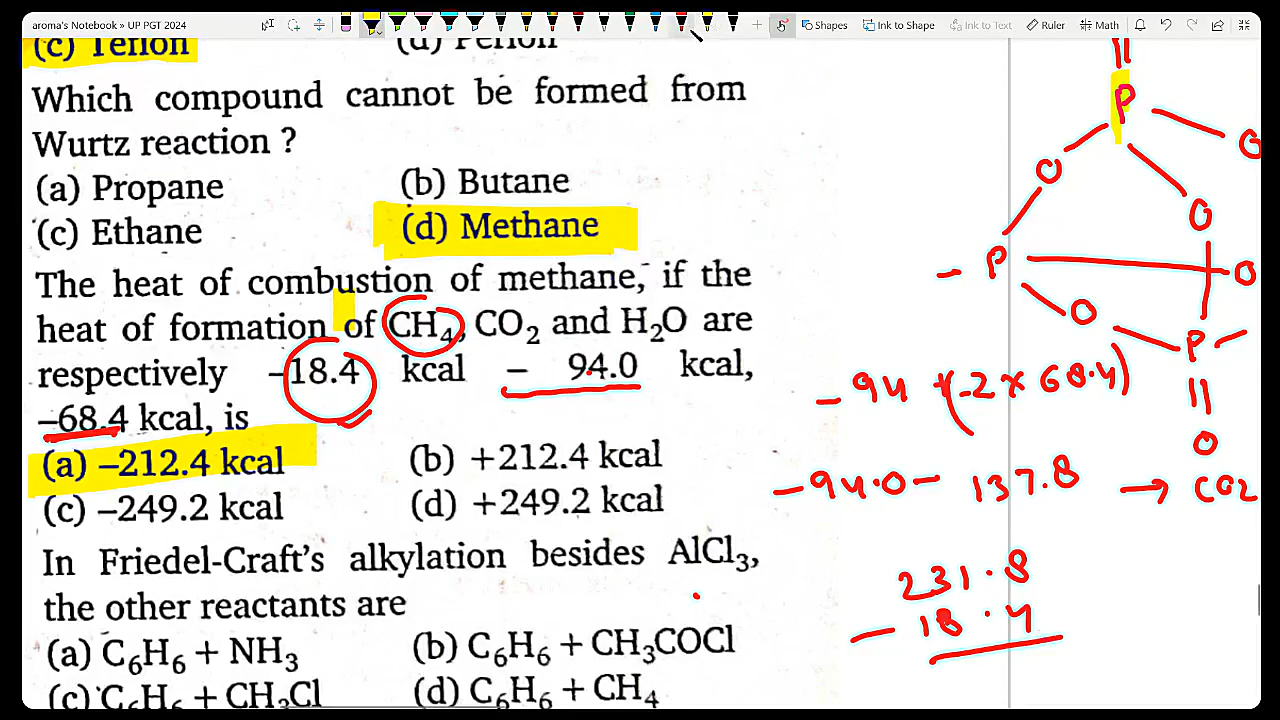 aroma's Notebook » UP PGT 2024
Shapes Ink to Shape Ink to Text Ruler Math
(c) Teflon (d) Perlon
Which compound cannot be formed from
Wurtz reaction ?
(a) Propane (b) Butane
(c) Ethane (d) Methane
The heat of combustion of methane, if the
heat of formation of CH₄, CO₂ and H₂O are
respectively –18.4 kcal – 94.0 kcal,
–68.4 kcal, is
(a) –212.4 kcal (b) +212.4 kcal
(c) –249.2 kcal (d) +249.2 kcal
In Friedel-Craft's alkylation besides AlCl₃,
the other reactants are
(a) C₆H₆ + NH₃ (b) C₆H₆ + CH₃COCl
(c) C₆H₆ + CH₃Cl (d) C₆H₆ + CH₄
P
O
O
O
- P
O
O
P
O
-94 + (-2 x 68.4)
-94.0 - 137.8 → CO2
231.8
- 18.4